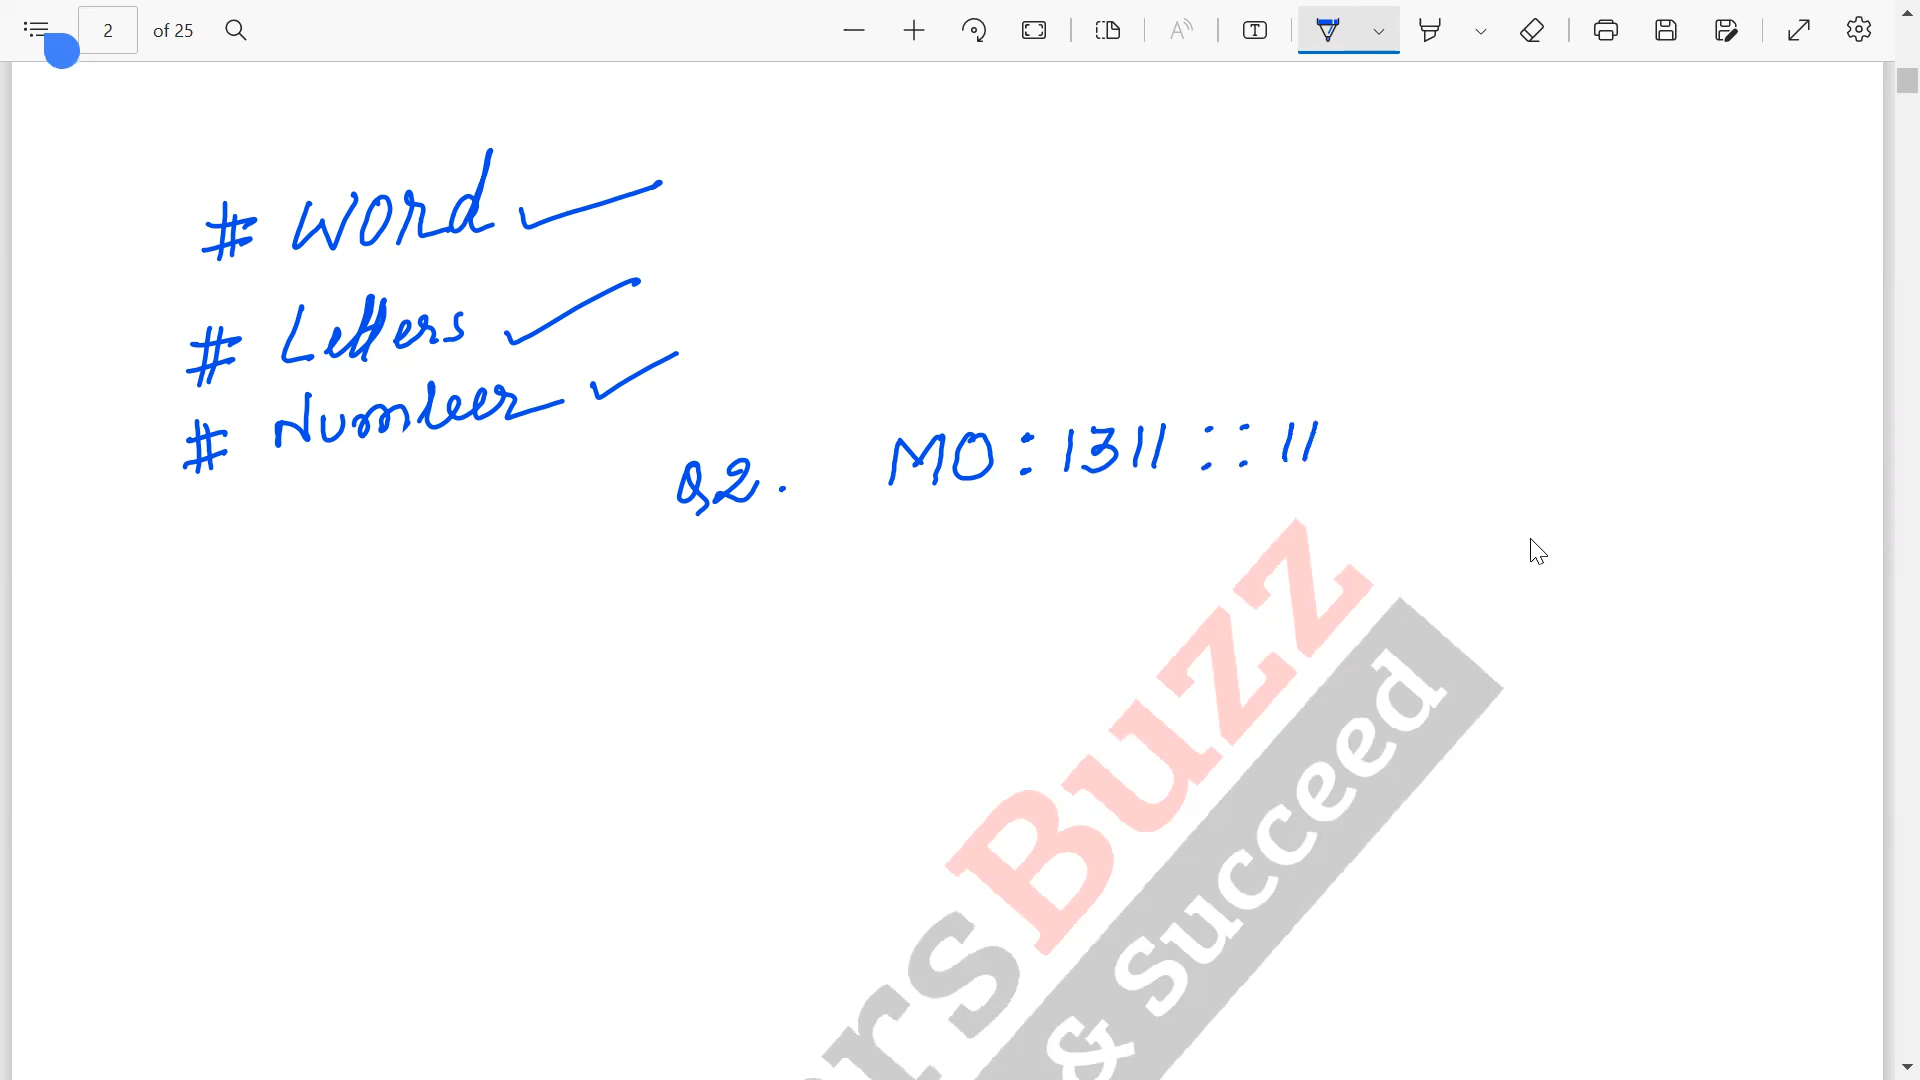 2 of 25
# Word
# Letters
# Number
Q2. MO : 1311 :: 11
rsBuzz
& Succeed